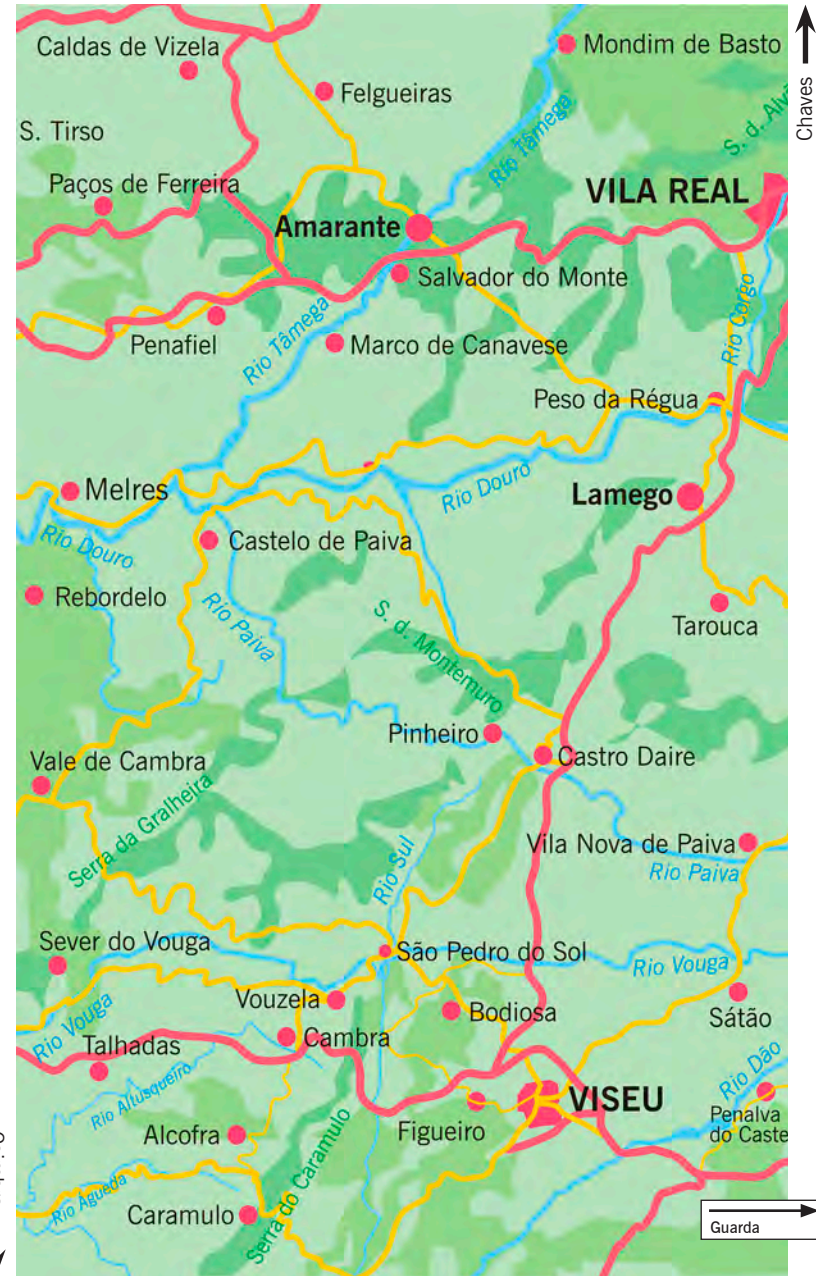 Caldas de Vizela
Mondim de Basto
Felgueiras
Chaves
S. Tirso
Rio Tâmega
Paços de Ferreira
VILA REAL
Amarante
Salvador do Monte
Penafiel
Rio Tâmega
Marco de Canavese
Rio Corgo
Peso da Régua
Melres
Rio Douro
Lamego
Rio Douro
Castelo de Paiva
Rebordelo
Rio Paiva
S. d. Montemuro
Tarouca
Pinheiro
Vale de Cambra
Castro Daire
Serra da Gralheira
Rio Sul
Vila Nova de Paiva
Rio Paiva
Sever do Vouga
São Pedro do Sol
Rio Vouga
Vouzela
Bodiosa
Sátão
Rio Vouga
Talhadas
Cambra
Rio Dão
Rio Altusqueiro
VISEU
Alcofra
Figueiro
Penalva
do Caste
Rio Águeda
Caramulo
Serra do Caramulo
Guarda